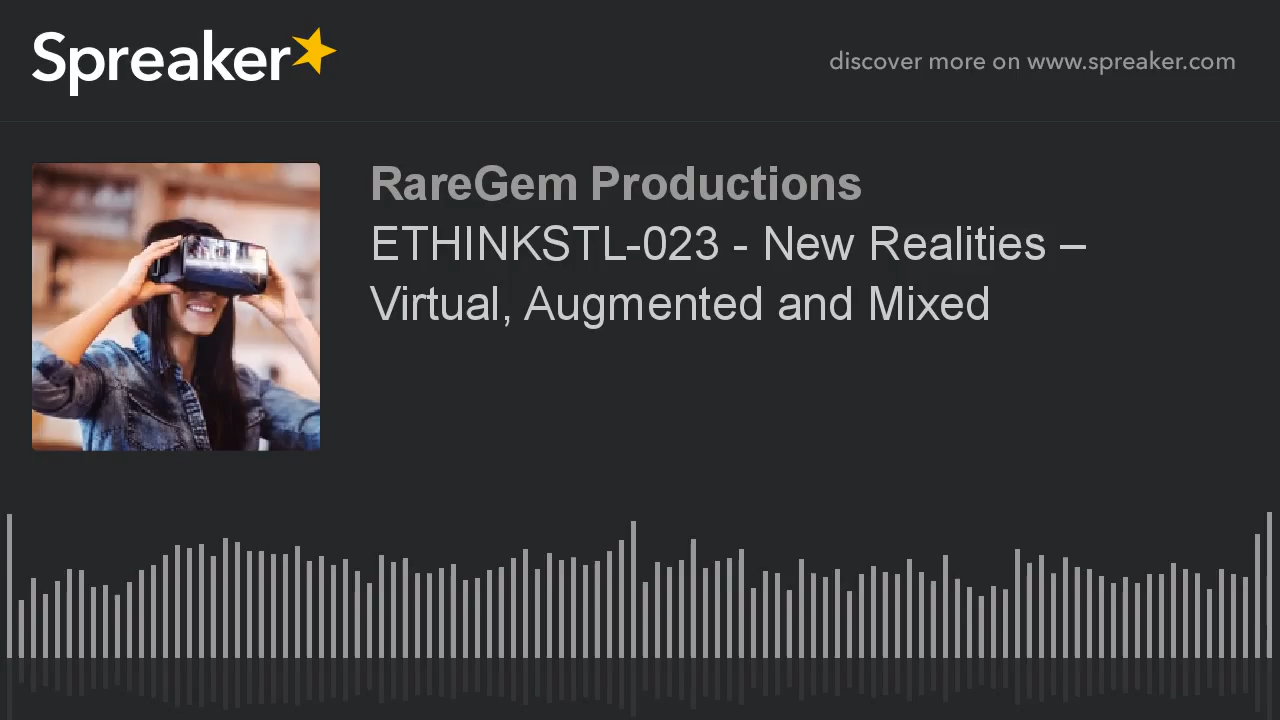 Spreaker
discover more on www.spreaker.com
RareGem Productions
ETHINKSTL-023 - New Realities –
Virtual, Augmented and Mixed